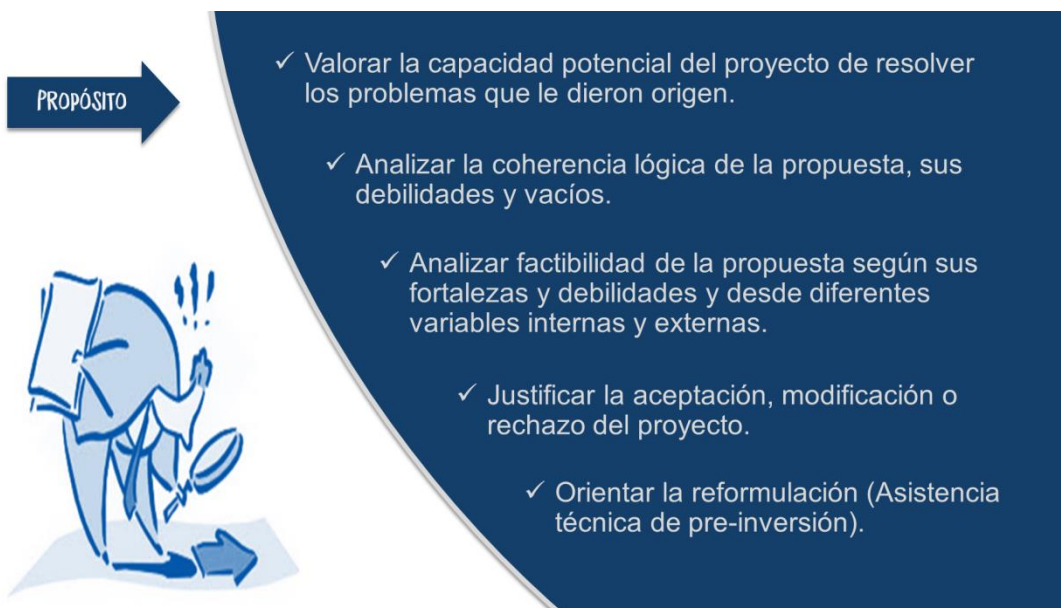 PROPÓSITO
✓ Valorar la capacidad potencial del proyecto de resolver
los problemas que le dieron origen.
✓ Analizar la coherencia lógica de la propuesta, sus
debilidades y vacíos.
✓ Analizar factibilidad de la propuesta según sus
fortalezas y debilidades y desde diferentes
variables internas y externas.
✓ Justificar la aceptación, modificación o
rechazo del proyecto.
✓ Orientar la reformulación (Asistencia
técnica de pre-inversión).